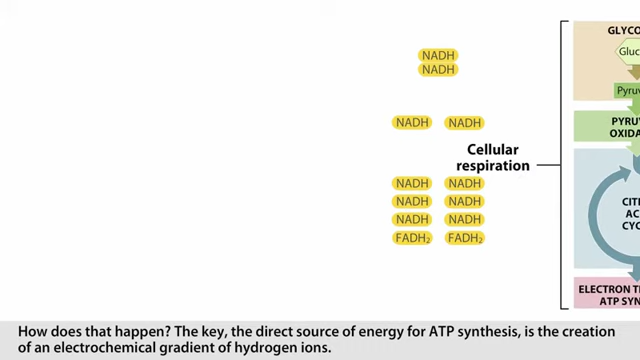 GLYCO
NADH
NADH
Gluc
Pyruv
NADH NADH
PYRUV
OXIDA
Cellular
respiration
NADH NADH
NADH NADH
NADH NADH
FADH₂ FADH₂
CIT
AC
CYC
ELECTRON T
ATP SYN
How does that happen? The key, the direct source of energy for ATP synthesis, is the creation
of an electrochemical gradient of hydrogen ions.